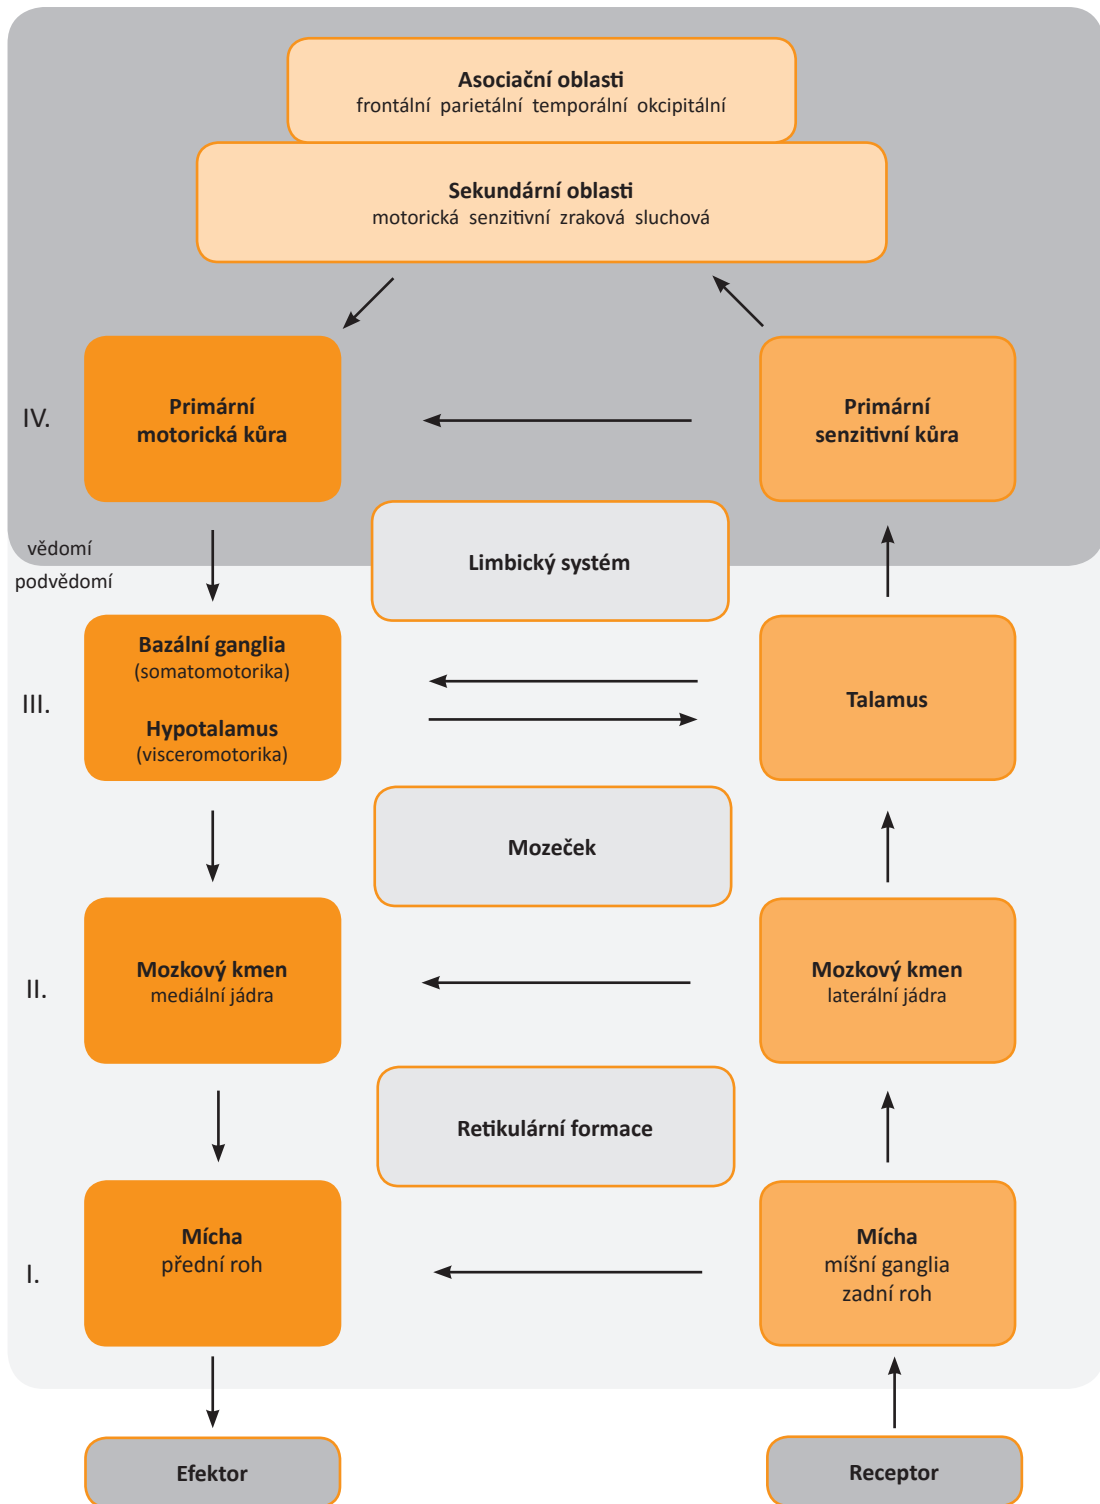 Asociační oblasti
frontální parietální temporální okcipitální
Sekundární oblasti
motorická senzitivní zraková sluchová
IV.
Primární
motorická kůra
Primární
senzitivní kůra
vědomí
podvědomí
Limbický systém
III.
Bazální ganglia
(somatomotorika)
Hypotalamus
(visceromotorika)
Talamus
Mozeček
II.
Mozkový kmen
mediální jádra
Mozkový kmen
laterální jádra
Retikulární formace
I.
Mícha
přední roh
Mícha
míšní ganglia
zadní roh
Efektor
Receptor